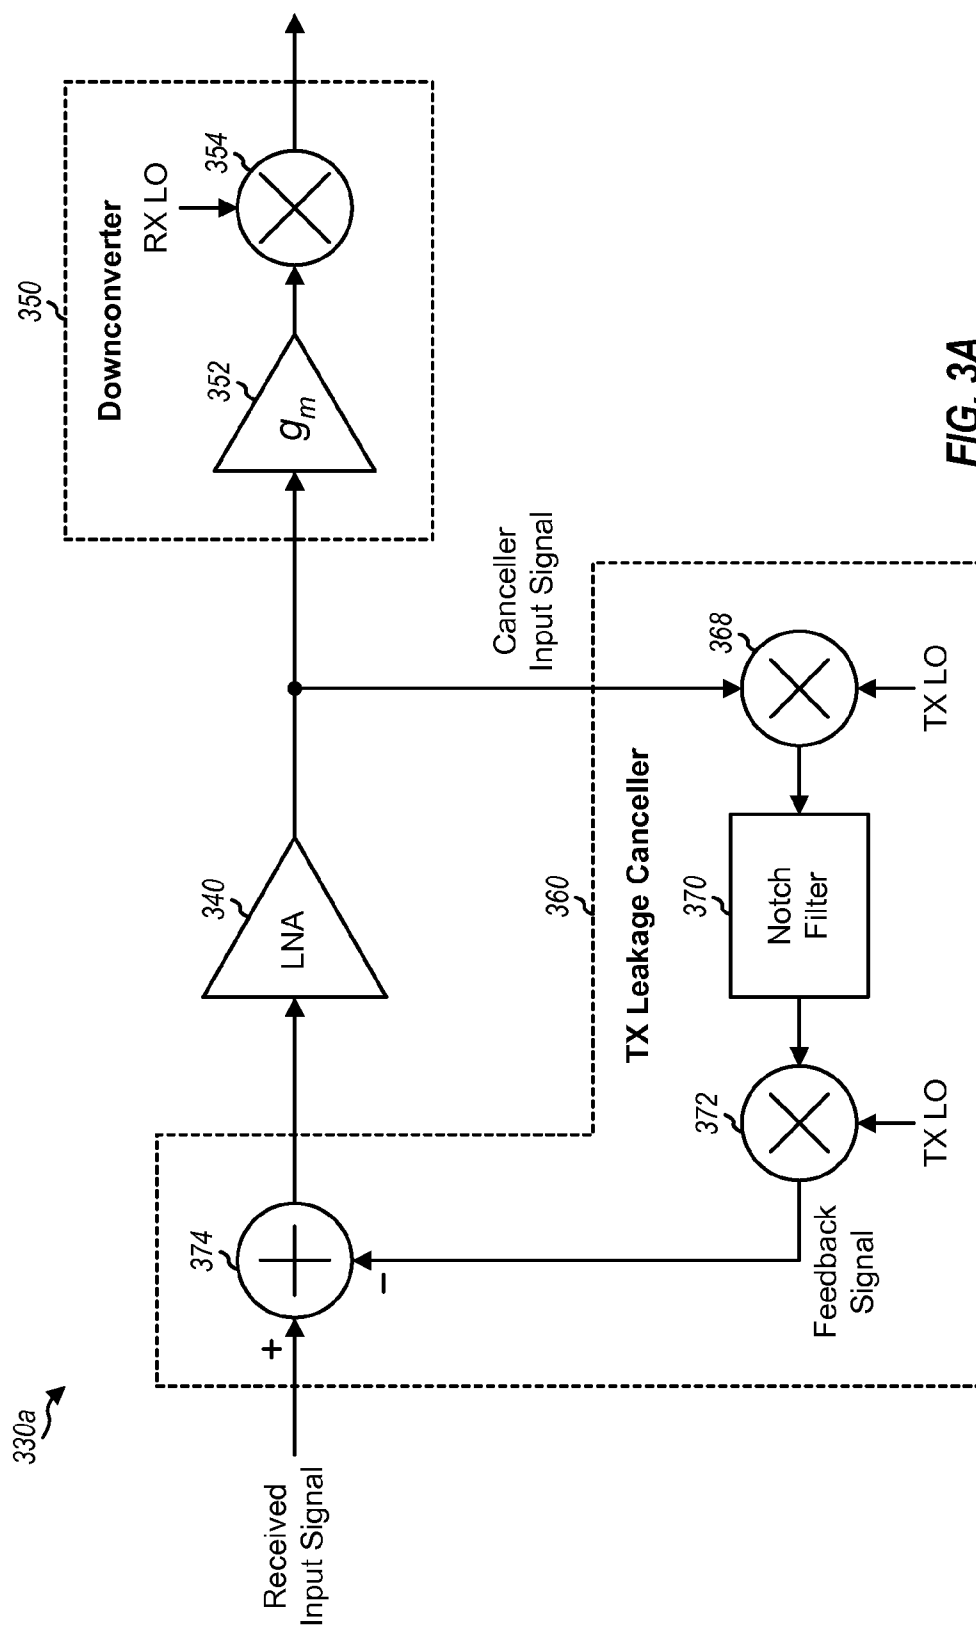 330a
Received
Input Signal
+
-
374
LNA
340
350
Downconverter
g_m
352
RX LO
354
Canceller
Input Signal
360
TX Leakage Canceller
Feedback
Signal
372
TX LO
Notch
Filter
370
368
TX LO
FIG. 3A